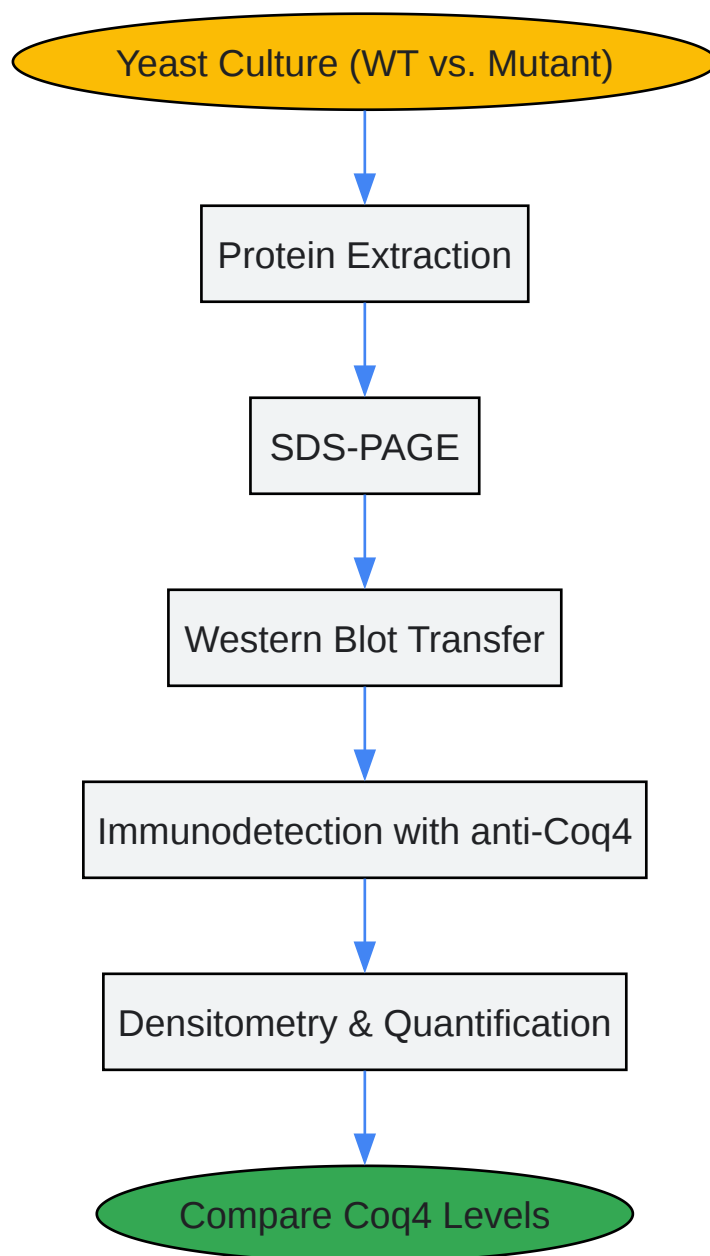 Yeast Culture (WT vs. Mutant)
Protein Extraction
SDS-PAGE
Western Blot Transfer
Immunodetection with anti-Coq4
Densitometry & Quantification
Compare Coq4 Levels